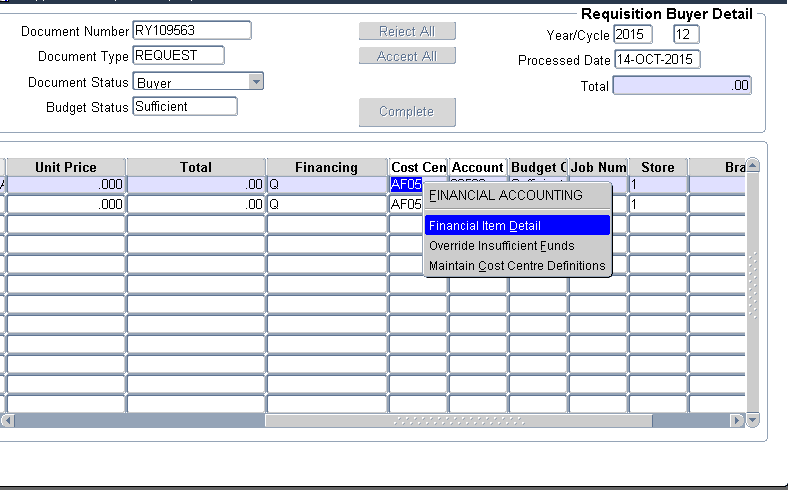 Requisition Buyer Detail
Document Number RY109563 Reject All Year/Cycle 2015 12
Document Type REQUEST Accept All Processed Date 14-OCT-2015
Document Status Buyer Total .00
Budget Status Sufficient Complete
Unit Price Total Financing Cost Cen Account Budget C Job Num Store Bra
.000 .00 Q AF05 1
.000 .00 Q AF05 1
FINANCIAL ACCOUNTING
Financial Item Detail
Override Insufficient Funds
Maintain Cost Centre Definitions